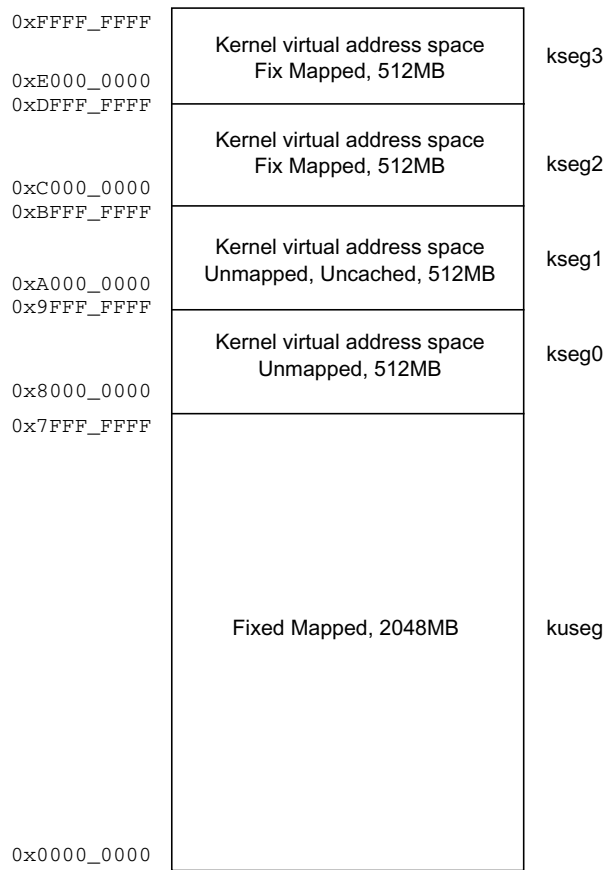 0xFFFF_FFFF
Kernel virtual address space
Fix Mapped, 512MB
kseg3
0xE000_0000
0xDFFF_FFFF
Kernel virtual address space
Fix Mapped, 512MB
kseg2
0xC000_0000
0xBFFF_FFFF
Kernel virtual address space
Unmapped, Uncached, 512MB
kseg1
0xA000_0000
0x9FFF_FFFF
Kernel virtual address space
Unmapped, 512MB
kseg0
0x8000_0000
0x7FFF_FFFF
Fixed Mapped, 2048MB
kuseg
0x0000_0000